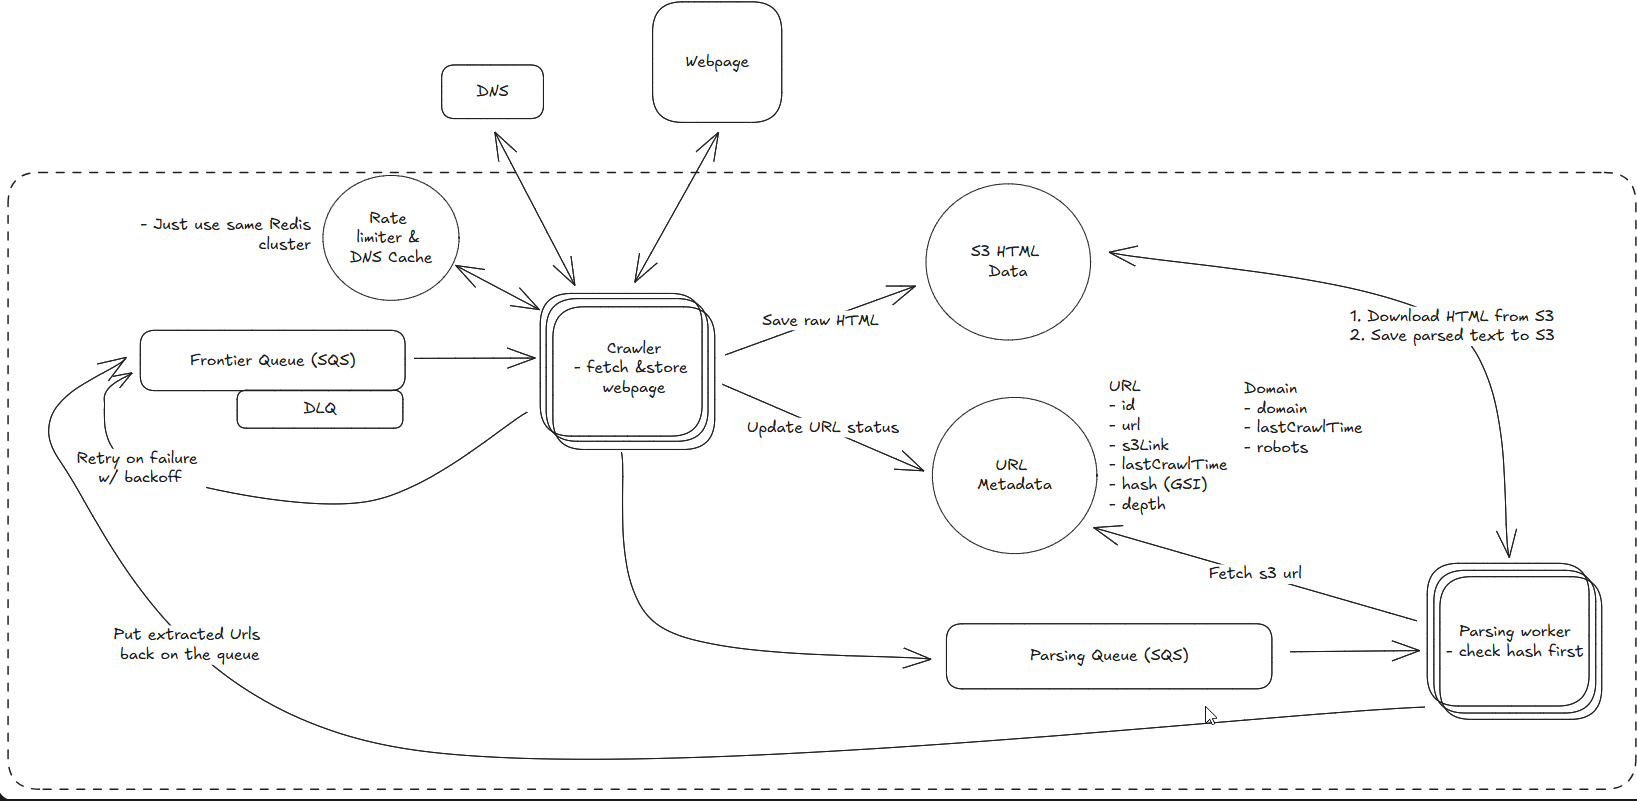 Webpage
DNS
- Just use same Redis
cluster
Rate
limiter &
DNS Cache
S3 HTML
Data
1. Download HTML from S3
2. Save parsed text to S3
Save raw HTML
Frontier Queue (SQS)
DLQ
Crawler
- fetch &store
webpage
Update URL status
URL
- id
- url
- s3Link
- lastCrawlTime
- hash (GSI)
- depth
Domain
- domain
- lastCrawlTime
- robots
Retry on failure
w/ backoff
URL
Metadata
Fetch s3 url
Put extracted Urls
back on the queue
Parsing Queue (SQS)
Parsing worker
- check hash first